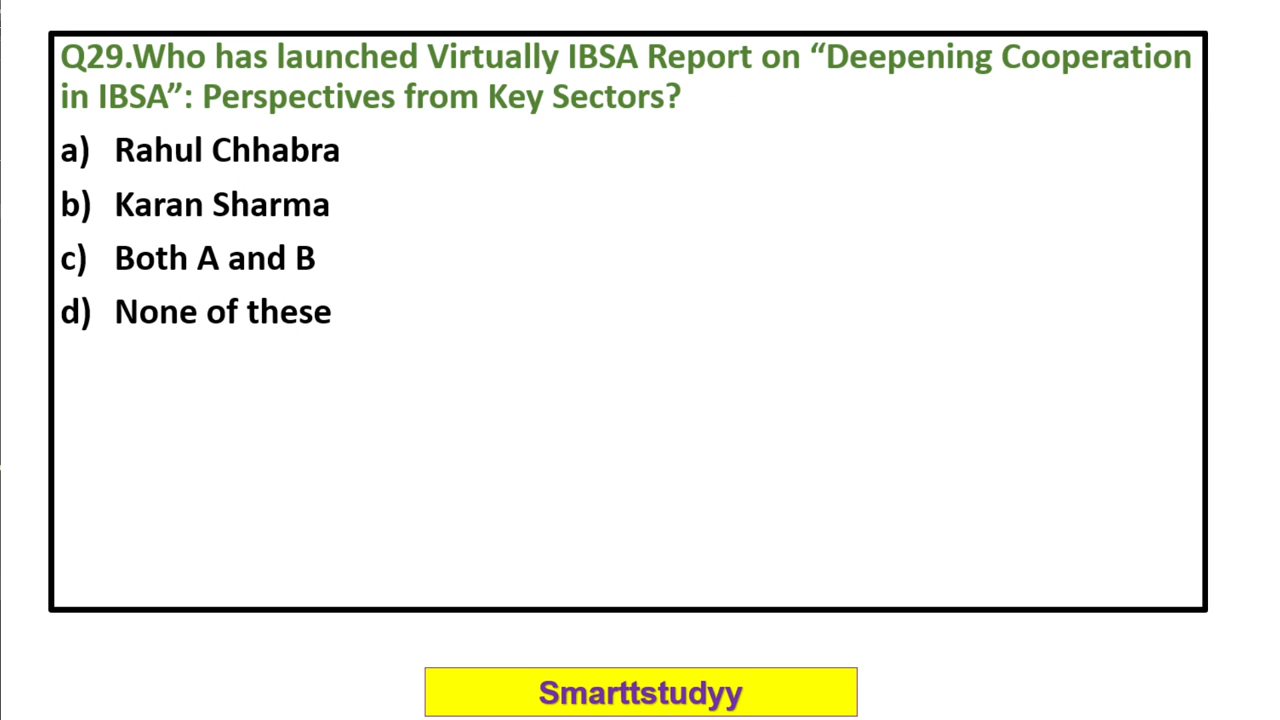 Q29.Who has launched Virtually IBSA Report on “Deepening Cooperation
in IBSA”: Perspectives from Key Sectors?
a) Rahul Chhabra
b) Karan Sharma
c) Both A and B
d) None of these
Smarttstudyy